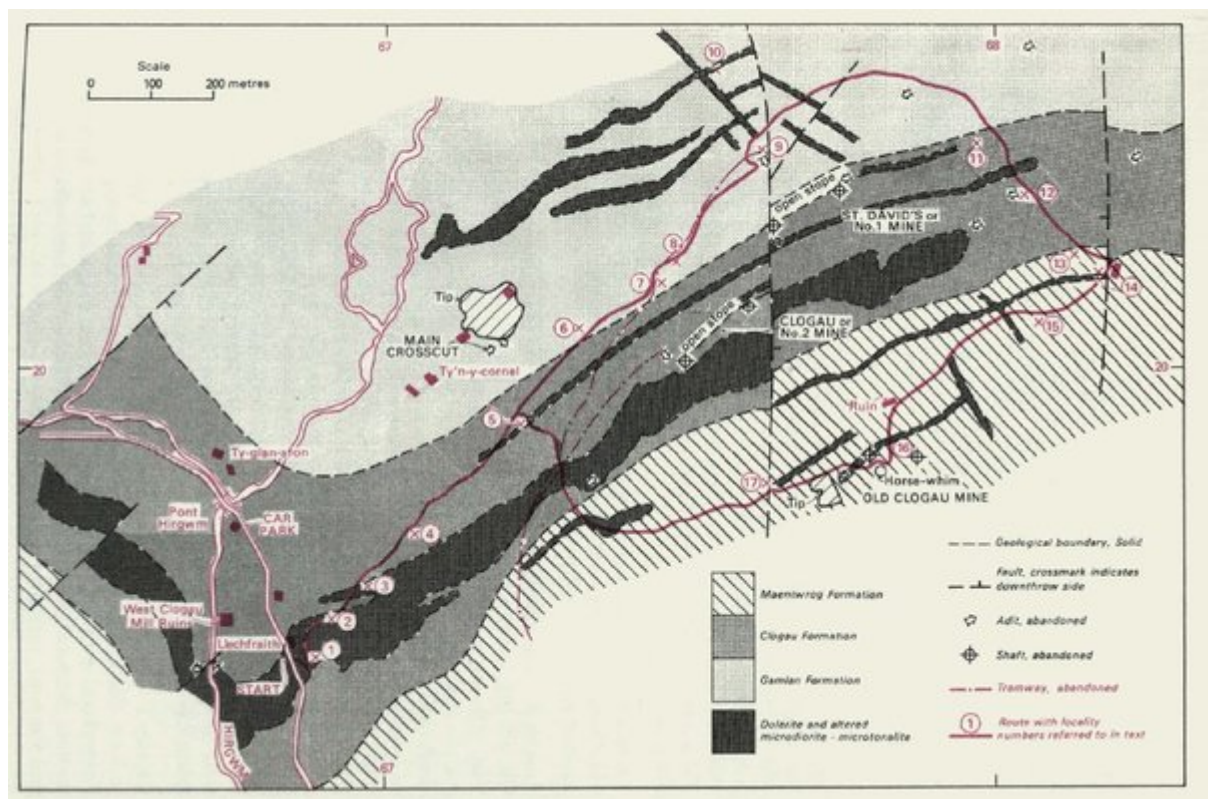 67
68
Scale
0 100 200 metres
10
9
11
open stope
12
ST. DAVID'S or
No.1 MINE
8
7
13
14
Tip
6
open stope
CLOGAU or
No.2 MINE
15
MAIN
CROSSCUT
20
20
Ty'n-y-cornel
Ruin
5
Ty-glan-afon
16
17
Horse-whim
Tip
OLD CLOGAU MINE
Pont
Hirgwm
CAR
PARK
4
3
West Clogau
Mill Ruins
2
Llechfraith
1
START
HIRGWM
67
Geological boundary, Solid
Fault, crossmark indicates
downthrow side
Adit, abandoned
Shaft, abandoned
Tramway, abandoned
1
Route with locality
numbers referred to in text
Maentwrog Formation
Clogau Formation
Gamlan Formation
Dolerite and altered
microdiorite - microtonalite